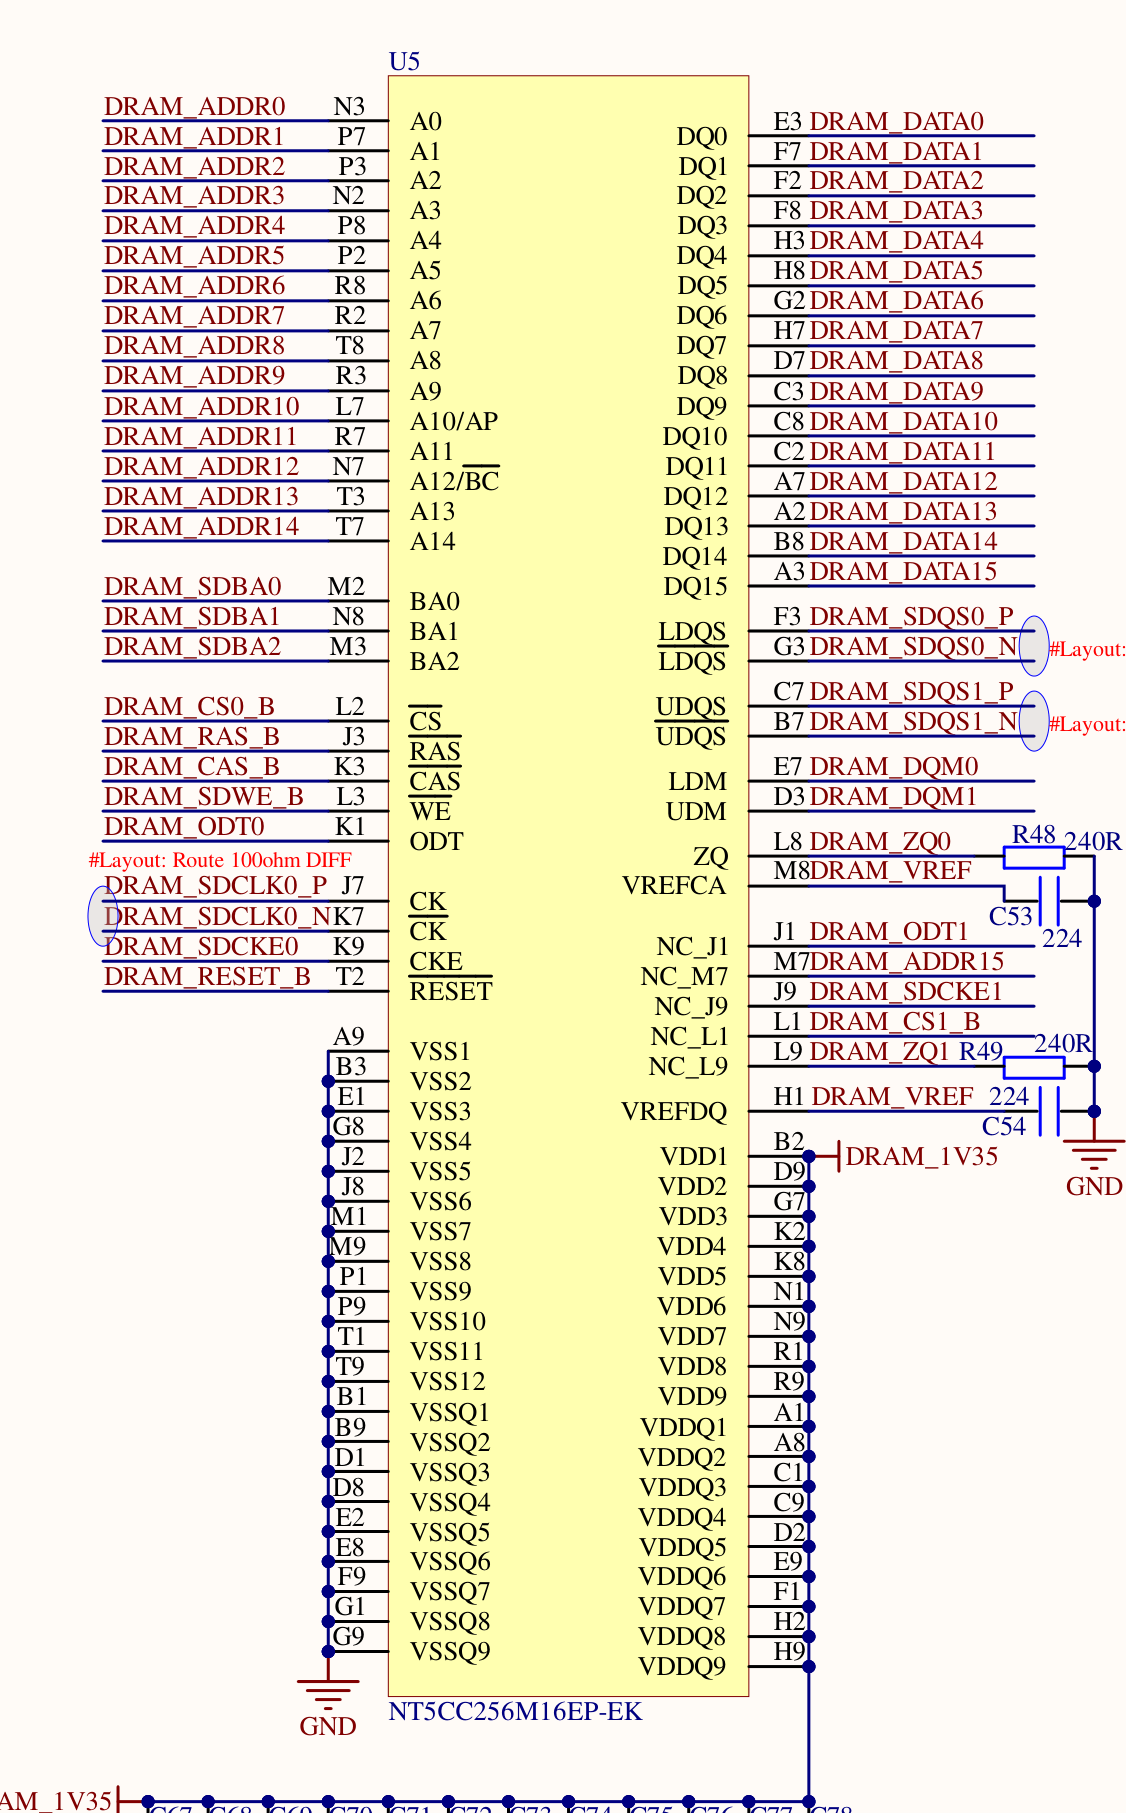 U5
DRAM_ADDR0 N3 A0
DRAM_ADDR1 P7 A1
DRAM_ADDR2 P3 A2
DRAM_ADDR3 N2 A3
DRAM_ADDR4 P8 A4
DRAM_ADDR5 P2 A5
DRAM_ADDR6 R8 A6
DRAM_ADDR7 R2 A7
DRAM_ADDR8 T8 A8
DRAM_ADDR9 R3 A9
DRAM_ADDR10 L7 A10/AP
DRAM_ADDR11 R7 A11
DRAM_ADDR12 N7 A12/BC
DRAM_ADDR13 T3 A13
DRAM_ADDR14 T7 A14
DRAM_SDBA0 M2 BA0
DRAM_SDBA1 N8 BA1
DRAM_SDBA2 M3 BA2
DRAM_CS0_B L2 CS
DRAM_RAS_B J3 RAS
DRAM_CAS_B K3 CAS
DRAM_SDWE_B L3 WE
DRAM_ODT0 K1 ODT
#Layout: Route 100ohm DIFF
DRAM_SDCLK0_P J7 CK
DRAM_SDCLK0_N K7 CK
DRAM_SDCKE0 K9 CKE
DRAM_RESET_B T2 RESET
A9 VSS1
B3 VSS2
E1 VSS3
G8 VSS4
J2 VSS5
J8 VSS6
M1 VSS7
M9 VSS8
P1 VSS9
P9 VSS10
T1 VSS11
T9 VSS12
B1 VSSQ1
B9 VSSQ2
D1 VSSQ3
D8 VSSQ4
E2 VSSQ5
E8 VSSQ6
F9 VSSQ7
G1 VSSQ8
G9 VSSQ9
GND
DQ0 E3 DRAM_DATA0
DQ1 F7 DRAM_DATA1
DQ2 F2 DRAM_DATA2
DQ3 F8 DRAM_DATA3
DQ4 H3 DRAM_DATA4
DQ5 H8 DRAM_DATA5
DQ6 G2 DRAM_DATA6
DQ7 H7 DRAM_DATA7
DQ8 D7 DRAM_DATA8
DQ9 C3 DRAM_DATA9
DQ10 C8 DRAM_DATA10
DQ11 C2 DRAM_DATA11
DQ12 A7 DRAM_DATA12
DQ13 A2 DRAM_DATA13
DQ14 B8 DRAM_DATA14
DQ15 A3 DRAM_DATA15
LDQS F3 DRAM_SDQS0_P
LDQS G3 DRAM_SDQS0_N #Layout:
UDQS C7 DRAM_SDQS1_P
UDQS B7 DRAM_SDQS1_N #Layout:
LDM E7 DRAM_DQM0
UDM D3 DRAM_DQM1
ZQ L8 DRAM_ZQ0 R48 240R
VREFCA M8 DRAM_VREF C53 224
NC_J1 J1 DRAM_ODT1
NC_M7 M7 DRAM_ADDR15
NC_J9 J9 DRAM_SDCKE1
NC_L1 L1 DRAM_CS1_B
NC_L9 L9 DRAM_ZQ1 R49 240R
VREFDQ H1 DRAM_VREF 224 C54
GND
VDD1 B2 DRAM_1V35
VDD2 D9
VDD3 G7
VDD4 K2
VDD5 K8
VDD6 N1
VDD7 N9
VDD8 R1
VDD9 R9
VDDQ1 A1
VDDQ2 A8
VDDQ3 C1
VDDQ4 C9
VDDQ5 D2
VDDQ6 E9
VDDQ7 F1
VDDQ8 H2
VDDQ9 H9
NT5CC256M16EP-EK
AM_1V35 C67 C68 C69 C70 C71 C72 C73 C74 C75 C76 C77 C78